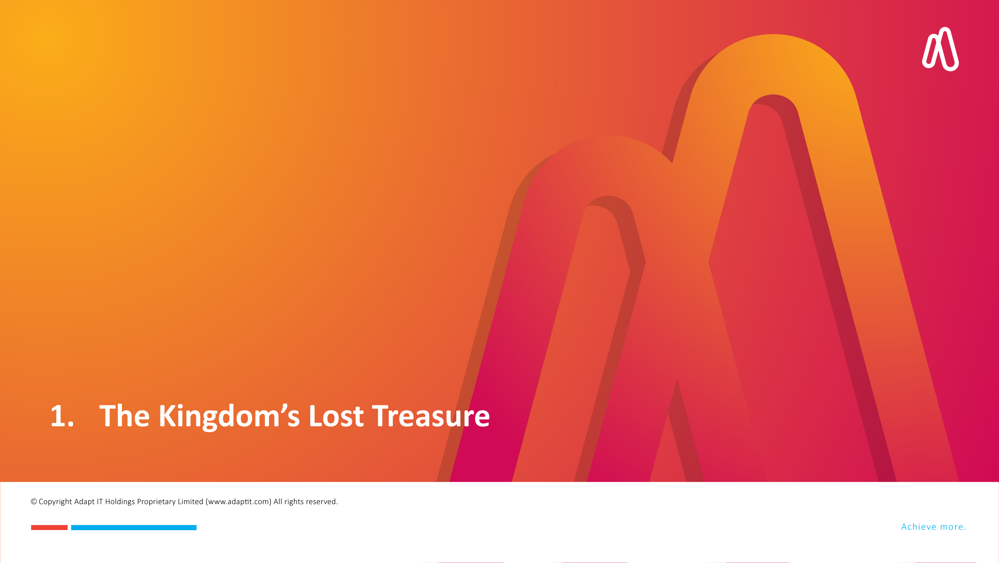 1. The Kingdom’s Lost Treasure
© Copyright Adapt IT Holdings Proprietary Limited (www.adaptit.com) All rights reserved.
Achieve more.